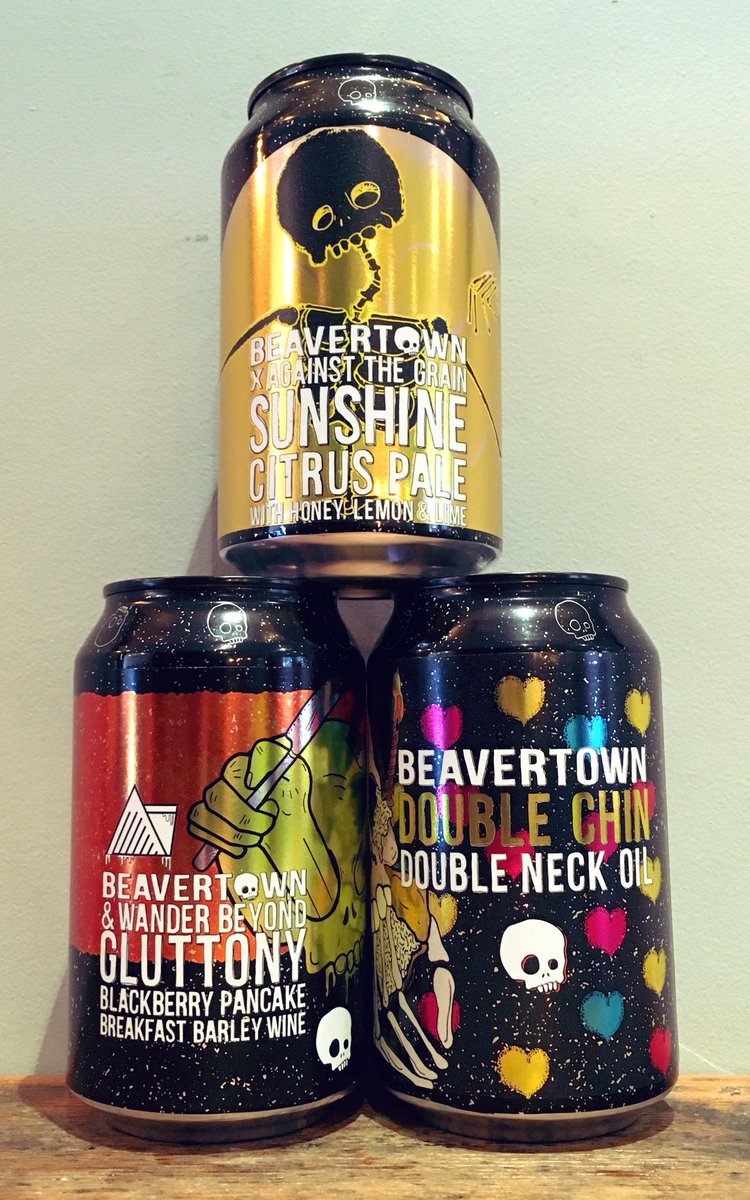 BEAVERTOWN
X AGAINST THE GRAIN
SUNSHINE
CITRUS PALE
WITH HONEY, LEMON & LIME
BEAVERTOWN
& WANDER BEYOND
GLUTTONY
BLACKBERRY PANCAKE
BREAKFAST BARLEY WINE
BEAVERTOWN
DOUBLE CHIN
DOUBLE NECK OIL